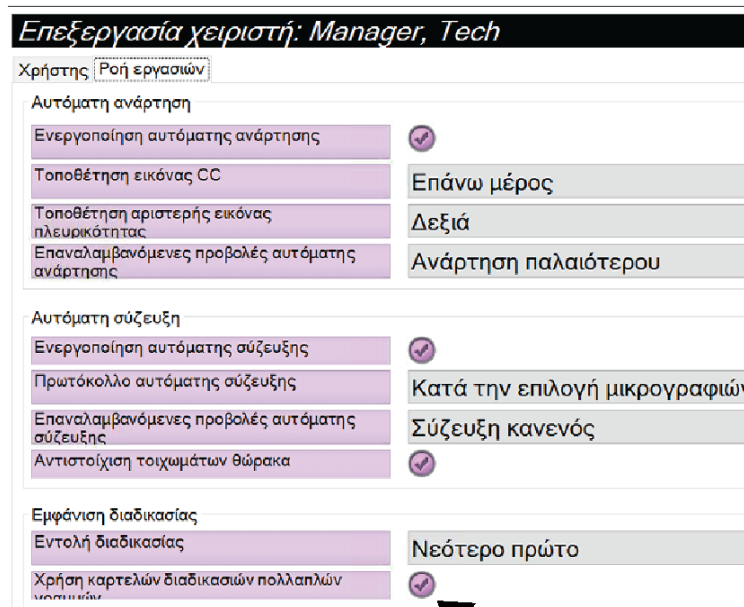 Επεξεργασία χειριστή: Manager, Tech
Χρήστης Ροή εργασιών
Αυτόματη ανάρτηση
Ενεργοποίηση αυτόματης ανάρτησης
Τοποθέτηση εικόνας CC
Επάνω μέρος
Τοποθέτηση αριστερής εικόνας
πλευρικότητας
Δεξιά
Επαναλαμβανόμενες προβολές αυτόματης
ανάρτησης
Ανάρτηση παλαιότερου
Αυτόματη σύζευξη
Ενεργοποίηση αυτόματης σύζευξης
Πρωτόκολλο αυτόματης σύζευξης
Κατά την επιλογή μικρογραφιών
Επαναλαμβανόμενες προβολές αυτόματης
σύζευξης
Σύζευξη κανενός
Αντιστοίχιση τοιχωμάτων θώρακα
Εμφάνιση διαδικασίας
Εντολή διαδικασίας
Νεότερο πρώτο
Χρήση καρτελών διαδικασιών πολλαπλών
γραμμών